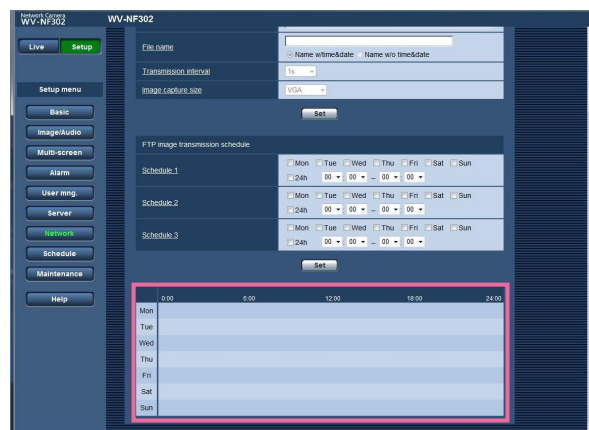 Network Camera
WV-NF302
WV-NF302
Live Setup
Setup menu
Basic
Image/Audio
Multi-screen
Alarm
User mng.
Server
Network
Schedule
Maintenance
Help
File name
Name w/time&date Name w/o time&date
Transmission interval 1s
Image capture size VGA
Set
FTP image transmission schedule
Schedule 1 Mon Tue Wed Thu Fri Sat Sun
24h 00 : 00 – 00 : 00
Schedule 2 Mon Tue Wed Thu Fri Sat Sun
24h 00 : 00 – 00 : 00
Schedule 3 Mon Tue Wed Thu Fri Sat Sun
24h 00 : 00 – 00 : 00
Set
0:00 6:00 12:00 18:00 24:00
Mon
Tue
Wed
Thu
Fri
Sat
Sun